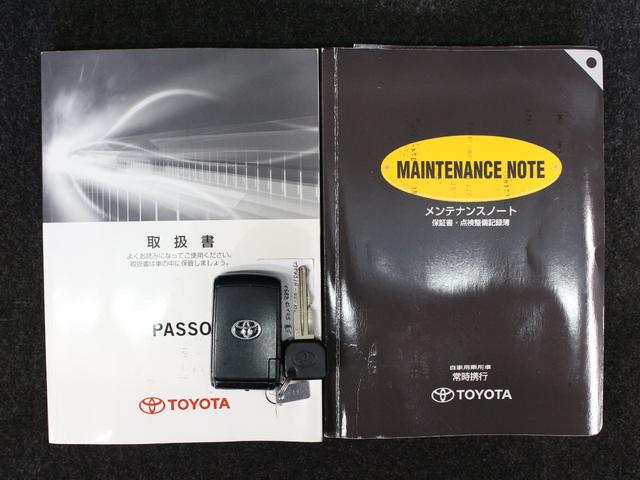 取扱書
よくお読みになってご使用ください。
取扱書は車の中に保管しましょう。
PASSO
TOYOTA
MAINTENANCE NOTE
メンテナンスノート
保証書・点検整備記録簿
自家用乗用車
常時携行
TOYOTA